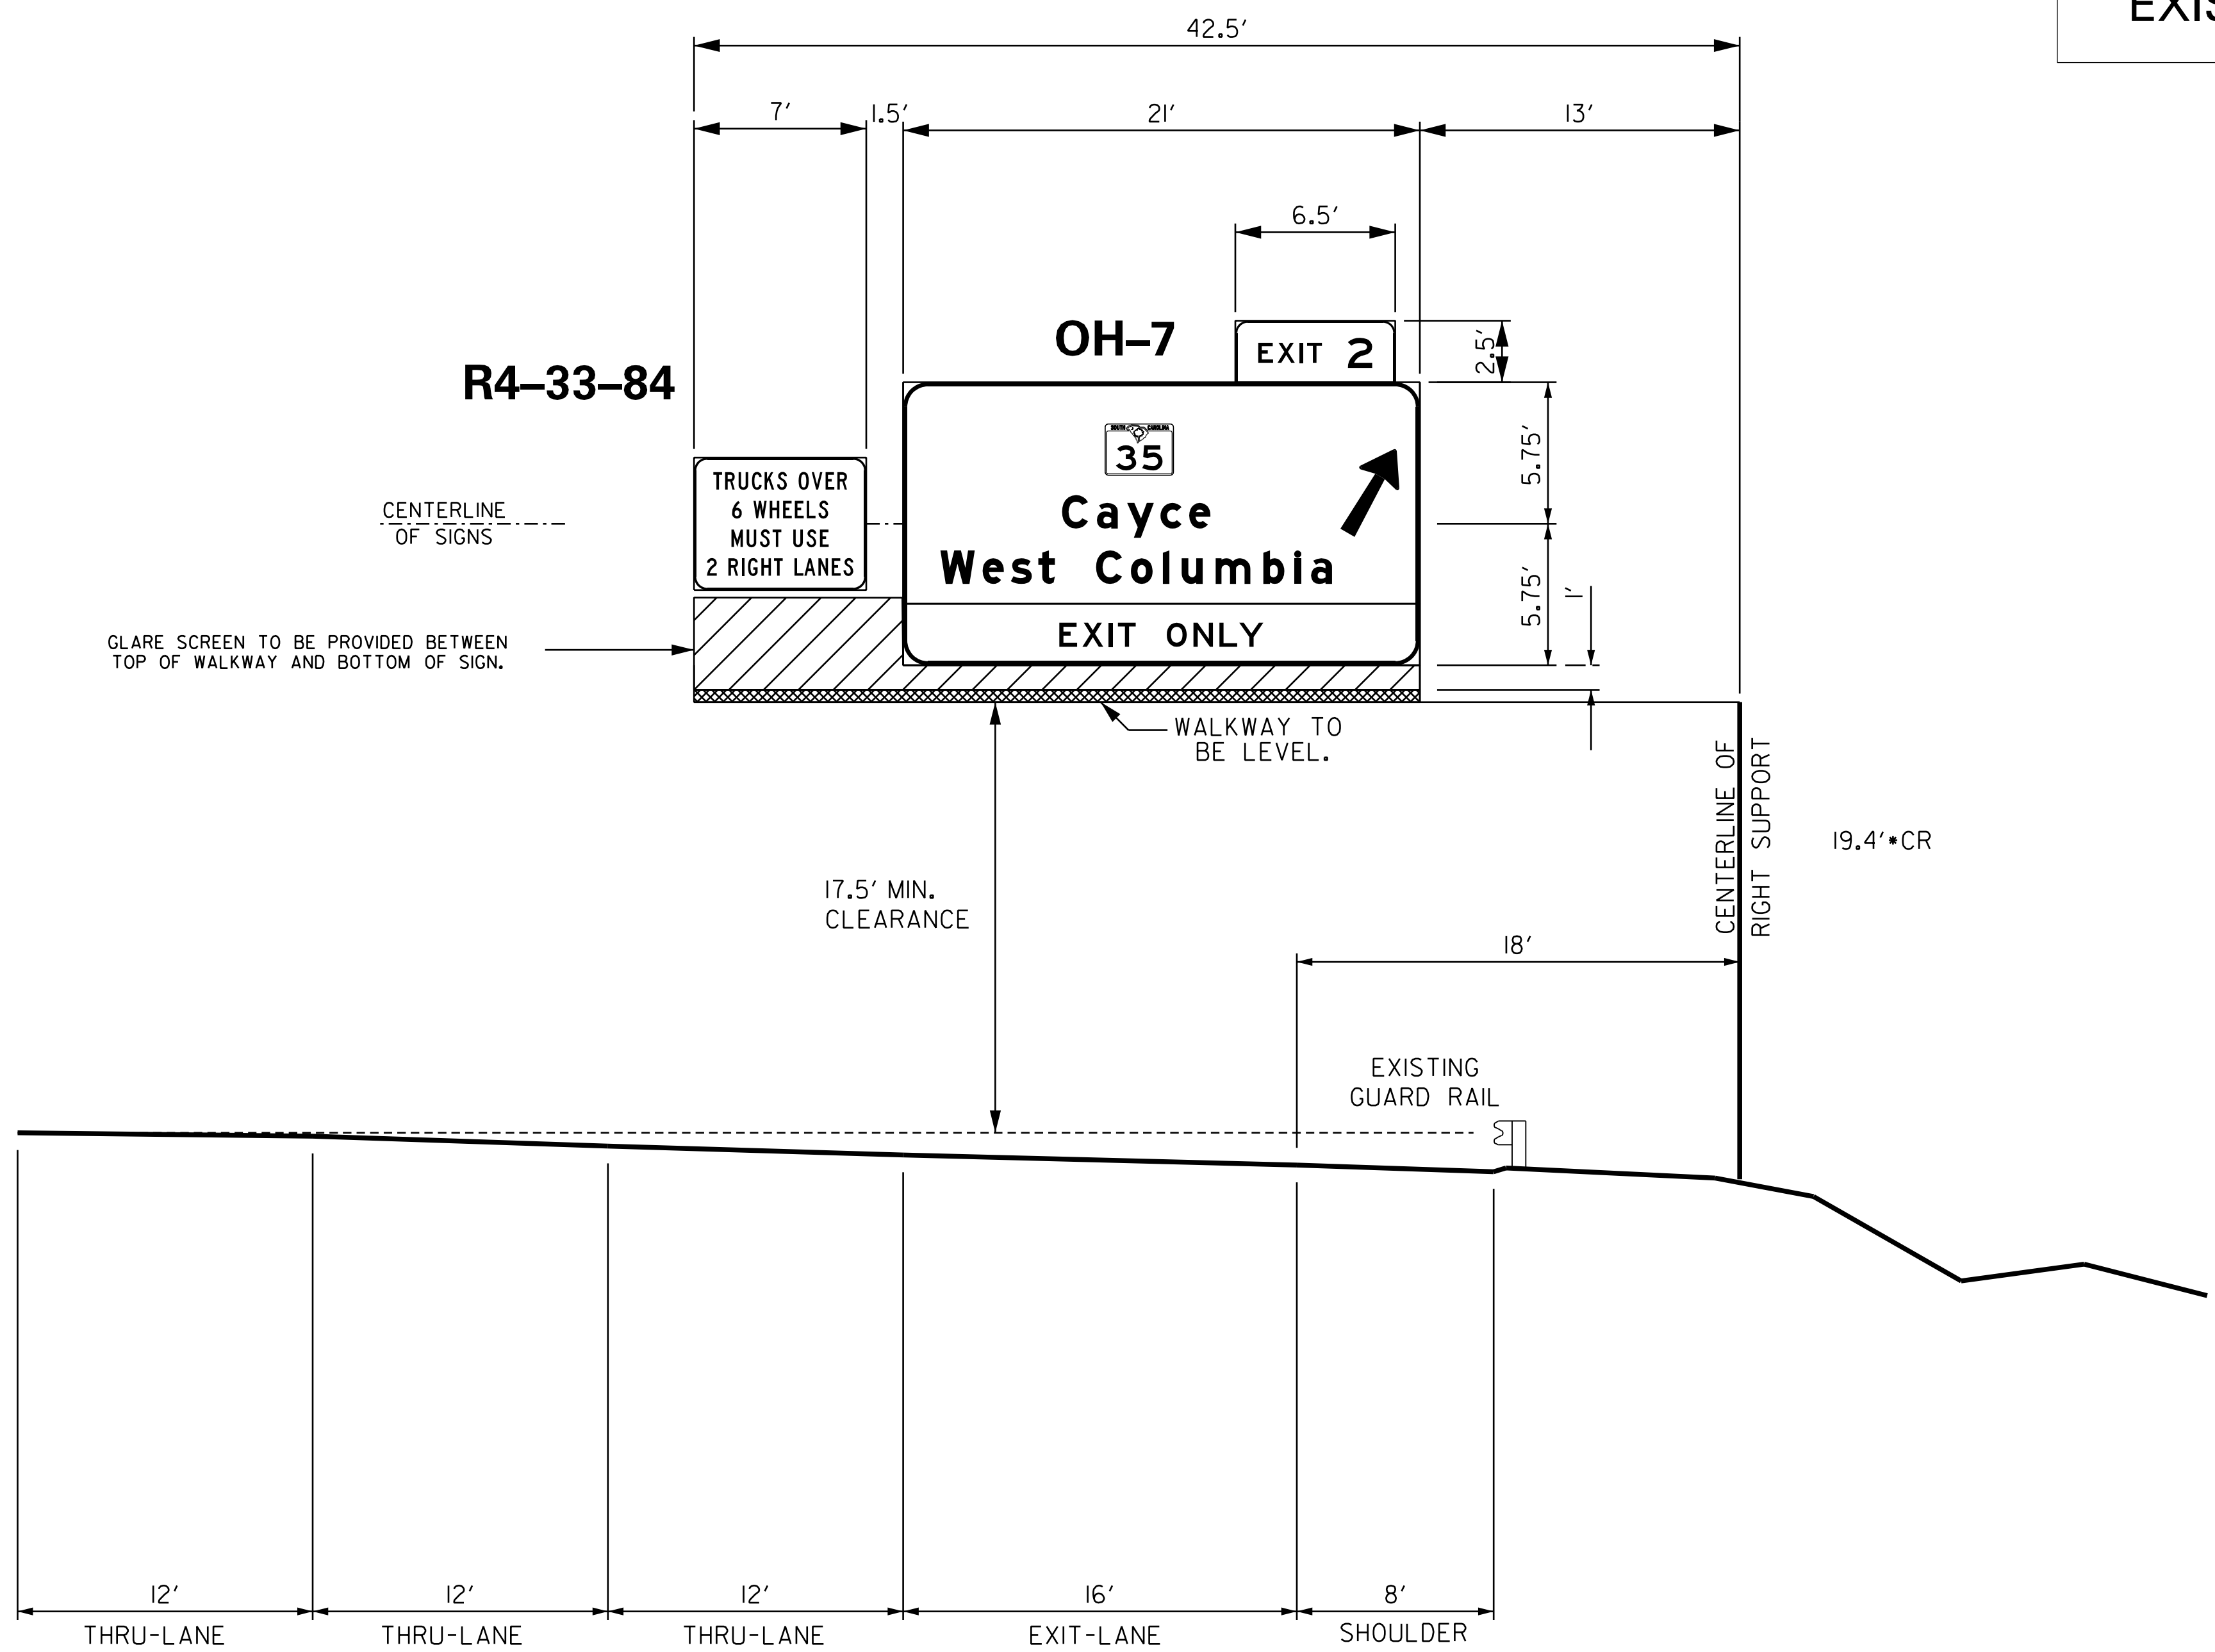 EXIS
42.5'
7'
1.5'
21'
13'
6.5'
OH-7
EXIT 2
2.5'
R4-33-84
SOUTH CAROLINA
35
5.75'
TRUCKS OVER
6 WHEELS
MUST USE
2 RIGHT LANES
CENTERLINE
OF SIGNS
Cayce
West Columbia
5.75'
1'
EXIT ONLY
GLARE SCREEN TO BE PROVIDED BETWEEN
TOP OF WALKWAY AND BOTTOM OF SIGN.
WALKWAY TO
BE LEVEL.
CENTERLINE OF
RIGHT SUPPORT
19.4'*CR
17.5' MIN.
CLEARANCE
18'
EXISTING
GUARD RAIL
12'
12'
12'
16'
8'
THRU-LANE
THRU-LANE
THRU-LANE
EXIT-LANE
SHOULDER